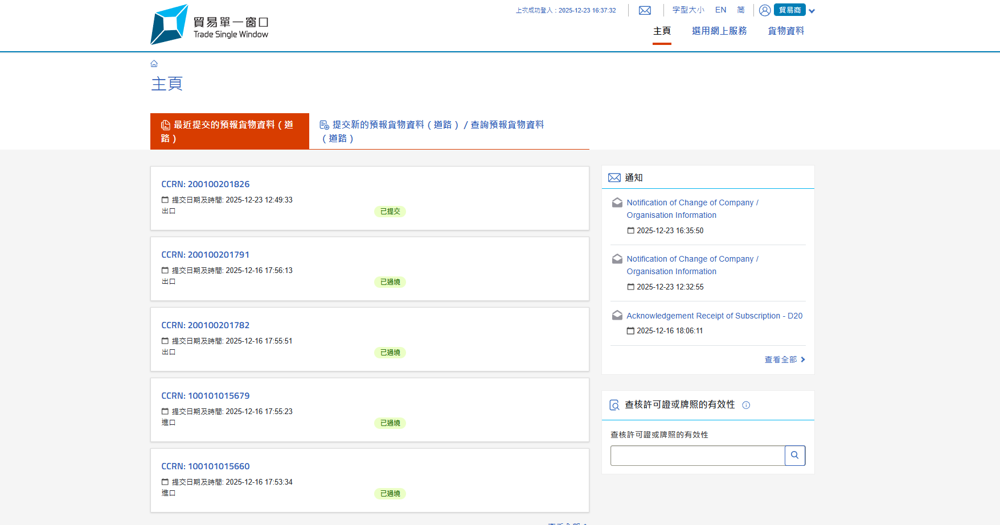 貿易單一窗口
Trade Single Window
上次成功登入 : 2025-12-23 16:37:32
字型大小 EN 简 貿易商
主頁 選用網上服務 貨物資料
主頁
最近提交的預報貨物資料 ( 道
路 )
提交新的預報貨物資料 ( 道路 ) / 查詢預報貨物資料
( 道路 )
CCRN: 200100201826
提交日期及時間: 2025-12-23 12:49:33
出口
已提交
CCRN: 200100201791
提交日期及時間: 2025-12-16 17:56:13
出口
已過境
CCRN: 200100201782
提交日期及時間: 2025-12-16 17:55:51
出口
已過境
CCRN: 100101015679
提交日期及時間: 2025-12-16 17:55:23
進口
已過境
CCRN: 100101015660
提交日期及時間: 2025-12-16 17:53:34
進口
已過境
通知
Notification of Change of Company /
Organisation Information
2025-12-23 16:35:50
Notification of Change of Company /
Organisation Information
2025-12-23 12:32:55
Acknowledgement Receipt of Subscription - D20
2025-12-16 18:06:11
查看全部
查核許可證或牌照的有效性
查核許可證或牌照的有效性